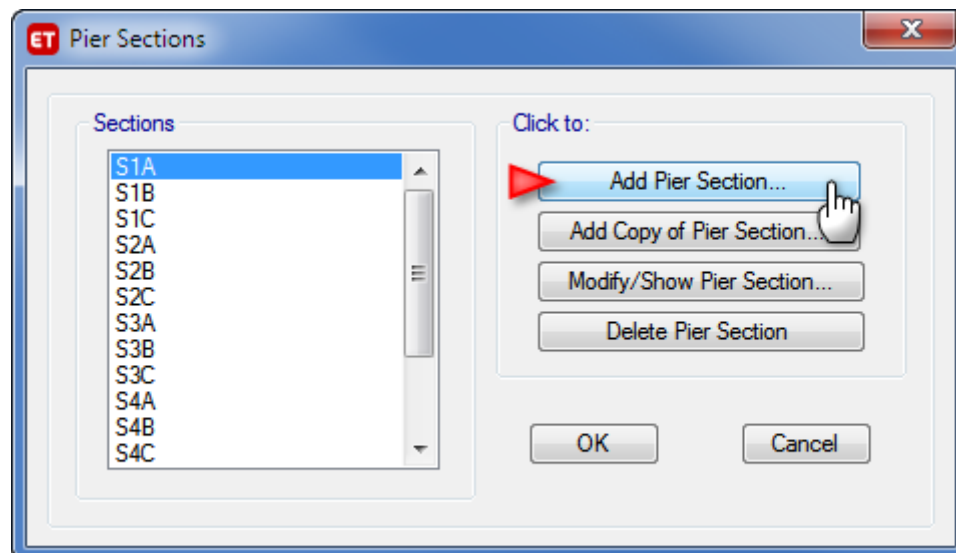 ET Pier Sections
Sections
S1A
S1B
S1C
S2A
S2B
S2C
S3A
S3B
S3C
S4A
S4B
S4C
Click to:
Add Pier Section...
Add Copy of Pier Section...
Modify/Show Pier Section...
Delete Pier Section
OK
Cancel